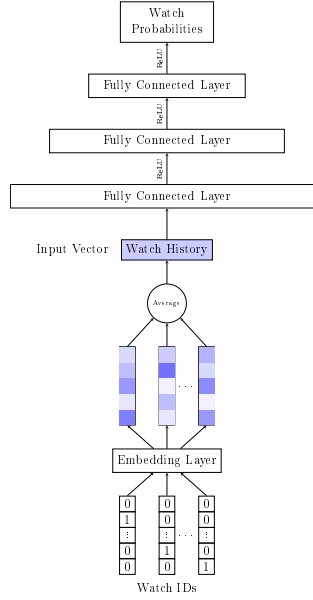 Watch
Probabilities
ReLU
Fully Connected Layer
ReLU
Fully Connected Layer
ReLU
Fully Connected Layer
Input Vector Watch History
Average
...
Embedding Layer
0 0 0
1 0 0
⋮ ⋮ ... ⋮
0 1 0
0 0 1
Watch IDs